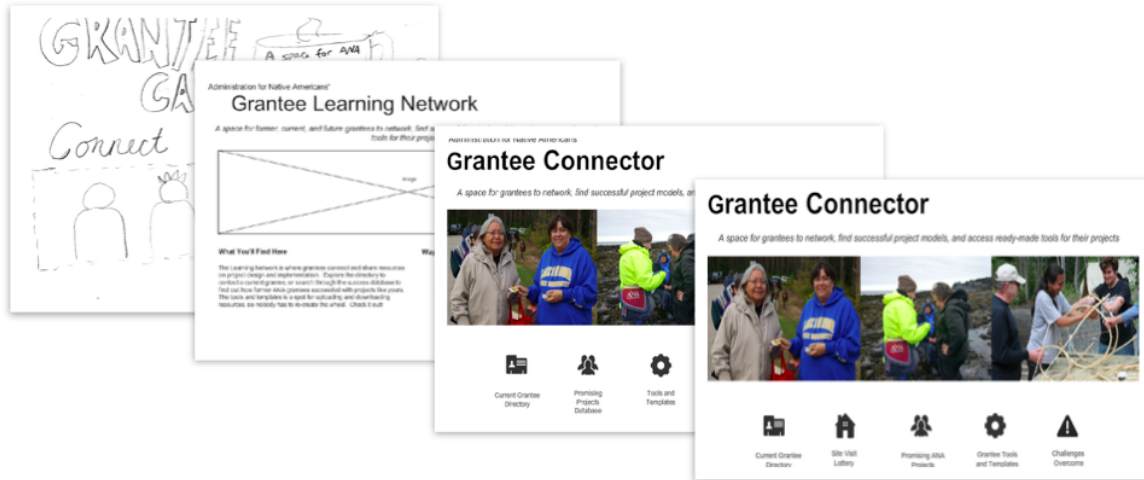 GRANTEE
CA
A space for ANA
Connect
Administration for Native Americans'
Grantee Learning Network
A space for former, current, and future grantees to network, find
tools for their
Image
What You'll Find Here
The Learning Network is where grantees connect and share resources
on project design and implementation. Explore the directory to
contact a current grantee, or search through the success database to
find out how former ANA grantees succeeded with projects like yours.
The tools and templates is a spot for uploading and downloading
resources, so nobody has to re-create the wheel. Check it out!
Administration for Native Americans
Grantee Connector
A space for grantees to network, find successful project models,
Current Grantee
Directory
Promising
Projects
Database
Tools and
Templates
Grantee Connector
A space for grantees to network, find successful project models, and access ready-made tools for their projects
Current Grantee
Directory
Site Visit
Lottery
Promising ANA
Projects
Grantee Tools
and Templates
Challenges
Overcome